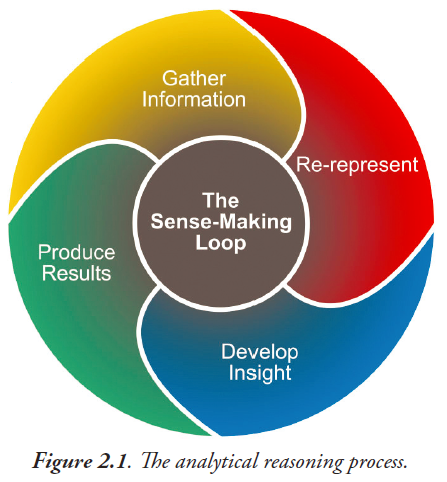 Gather
Information
Re-represent
The
Sense-Making
Loop
Produce
Results
Develop
Insight
Figure 2.1. The analytical reasoning process.